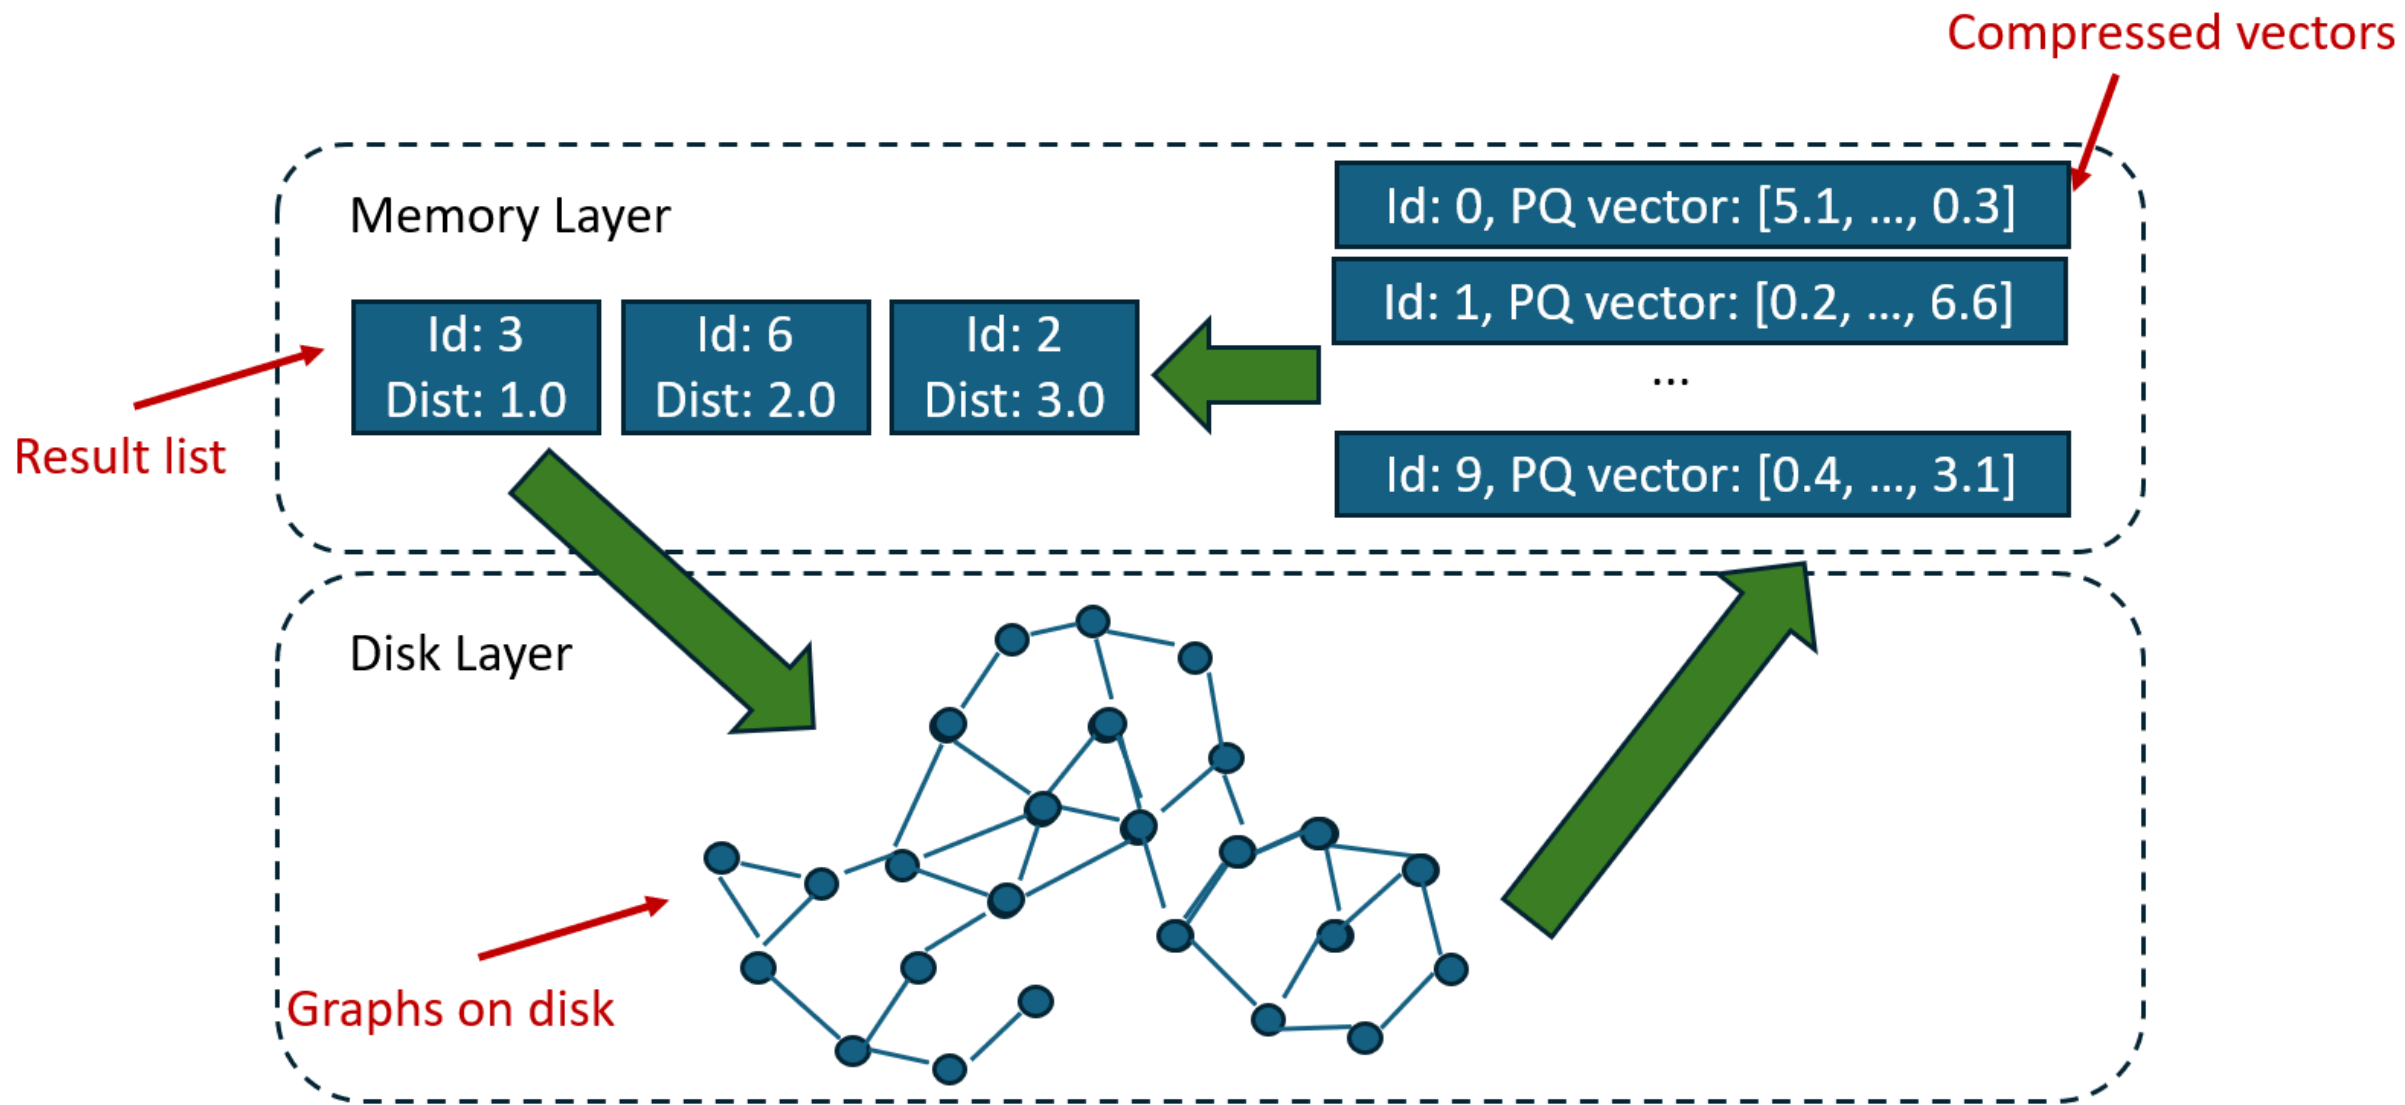 Compressed vectors
Memory Layer
Id: 0, PQ vector: [5.1, ..., 0.3]
Id: 1, PQ vector: [0.2, ..., 6.6]
...
Id: 9, PQ vector: [0.4, ..., 3.1]
Id: 3
Dist: 1.0
Id: 6
Dist: 2.0
Id: 2
Dist: 3.0
Result list
Disk Layer
Graphs on disk